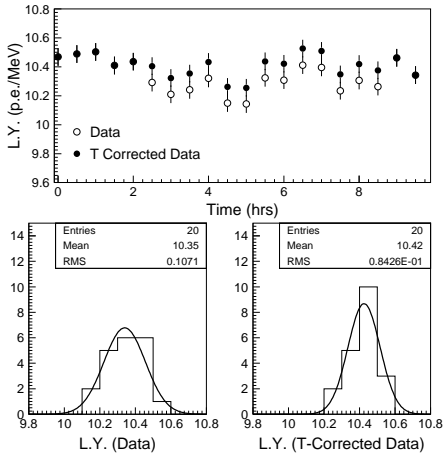 L.Y. (p.e./MeV)
10.8
10.6
10.4
10.2
10
9.8
9.6
Data
T Corrected Data
0 2 4 6 8
Time (hrs)
14
12
10
8
6
4
2
0
Entries 20
Mean 10.35
RMS 0.1071
9.8 10 10.2 10.4 10.6 10.8
L.Y. (Data)
14
12
10
8
6
4
2
0
Entries 20
Mean 10.42
RMS 0.8426E-01
9.8 10 10.2 10.4 10.6 10.8
L.Y. (T-Corrected Data)